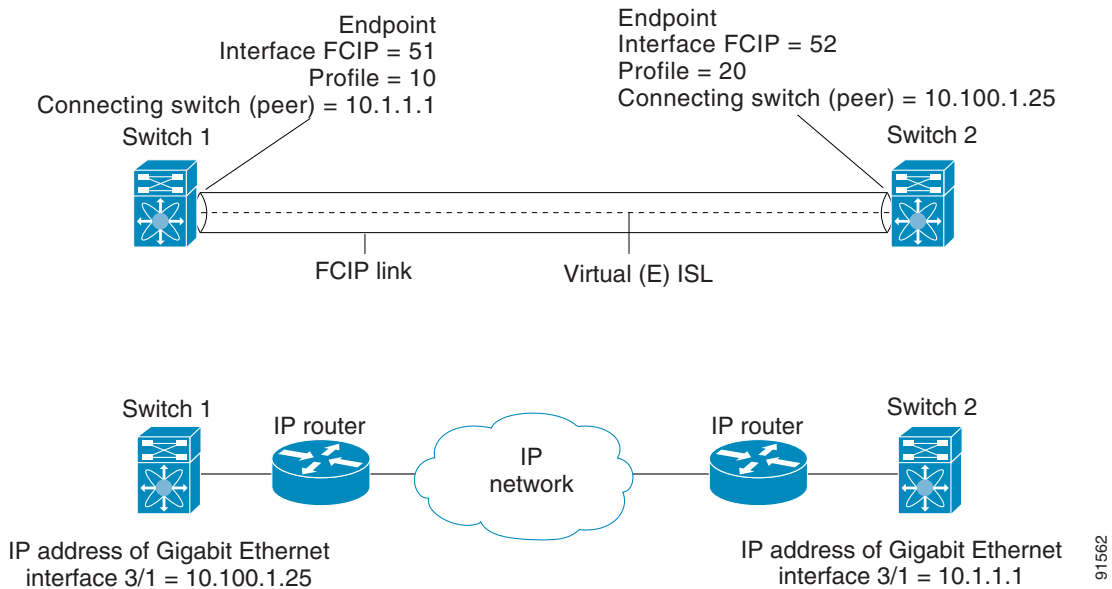 Endpoint
Interface FCIP = 51
Profile = 10
Connecting switch (peer) = 10.1.1.1
Switch 1
Endpoint
Interface FCIP = 52
Profile = 20
Connecting switch (peer) = 10.100.1.25
Switch 2
FCIP link
Virtual (E) ISL
Switch 1
IP router
IP
network
IP router
Switch 2
IP address of Gigabit Ethernet
interface 3/1 = 10.100.1.25
IP address of Gigabit Ethernet
interface 3/1 = 10.1.1.1
91562